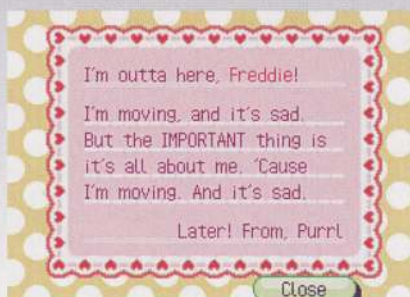 I'm outta here, Freddie!
I'm moving, and it's sad.
But the IMPORTANT thing is
it's all about me. 'Cause
I'm moving. And it's sad.
Later! From, Purrl
Close